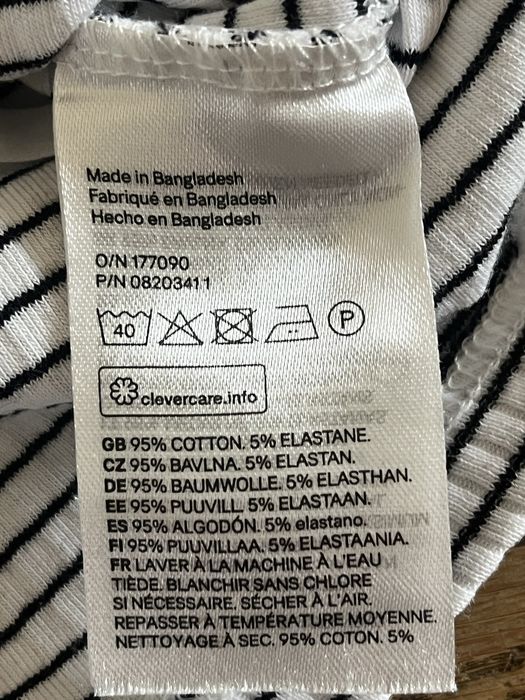 Made in Bangladesh
Fabriqué en Bangladesh
Hecho en Bangladesh
O/N 177090
P/N 08203411
40 P
clevercare.info
GB 95% COTTON. 5% ELASTANE.
CZ 95% BAVLNA. 5% ELASTAN.
DE 95% BAUMWOLLE. 5% ELASTHAN.
EE 95% PUUVILL. 5% ELASTAAN.
ES 95% ALGODÓN. 5% elastano.
FI 95% PUUVILLAA. 5% ELASTAANIA.
FR LAVER À LA MACHINE À L'EAU
TIÈDE. BLANCHIR SANS CHLORE
SI NÉCESSAIRE. SÉCHER À L'AIR.
REPASSER À TEMPÉRATURE MOYENNE.
NETTOYAGE À SEC. 95% COTON. 5%